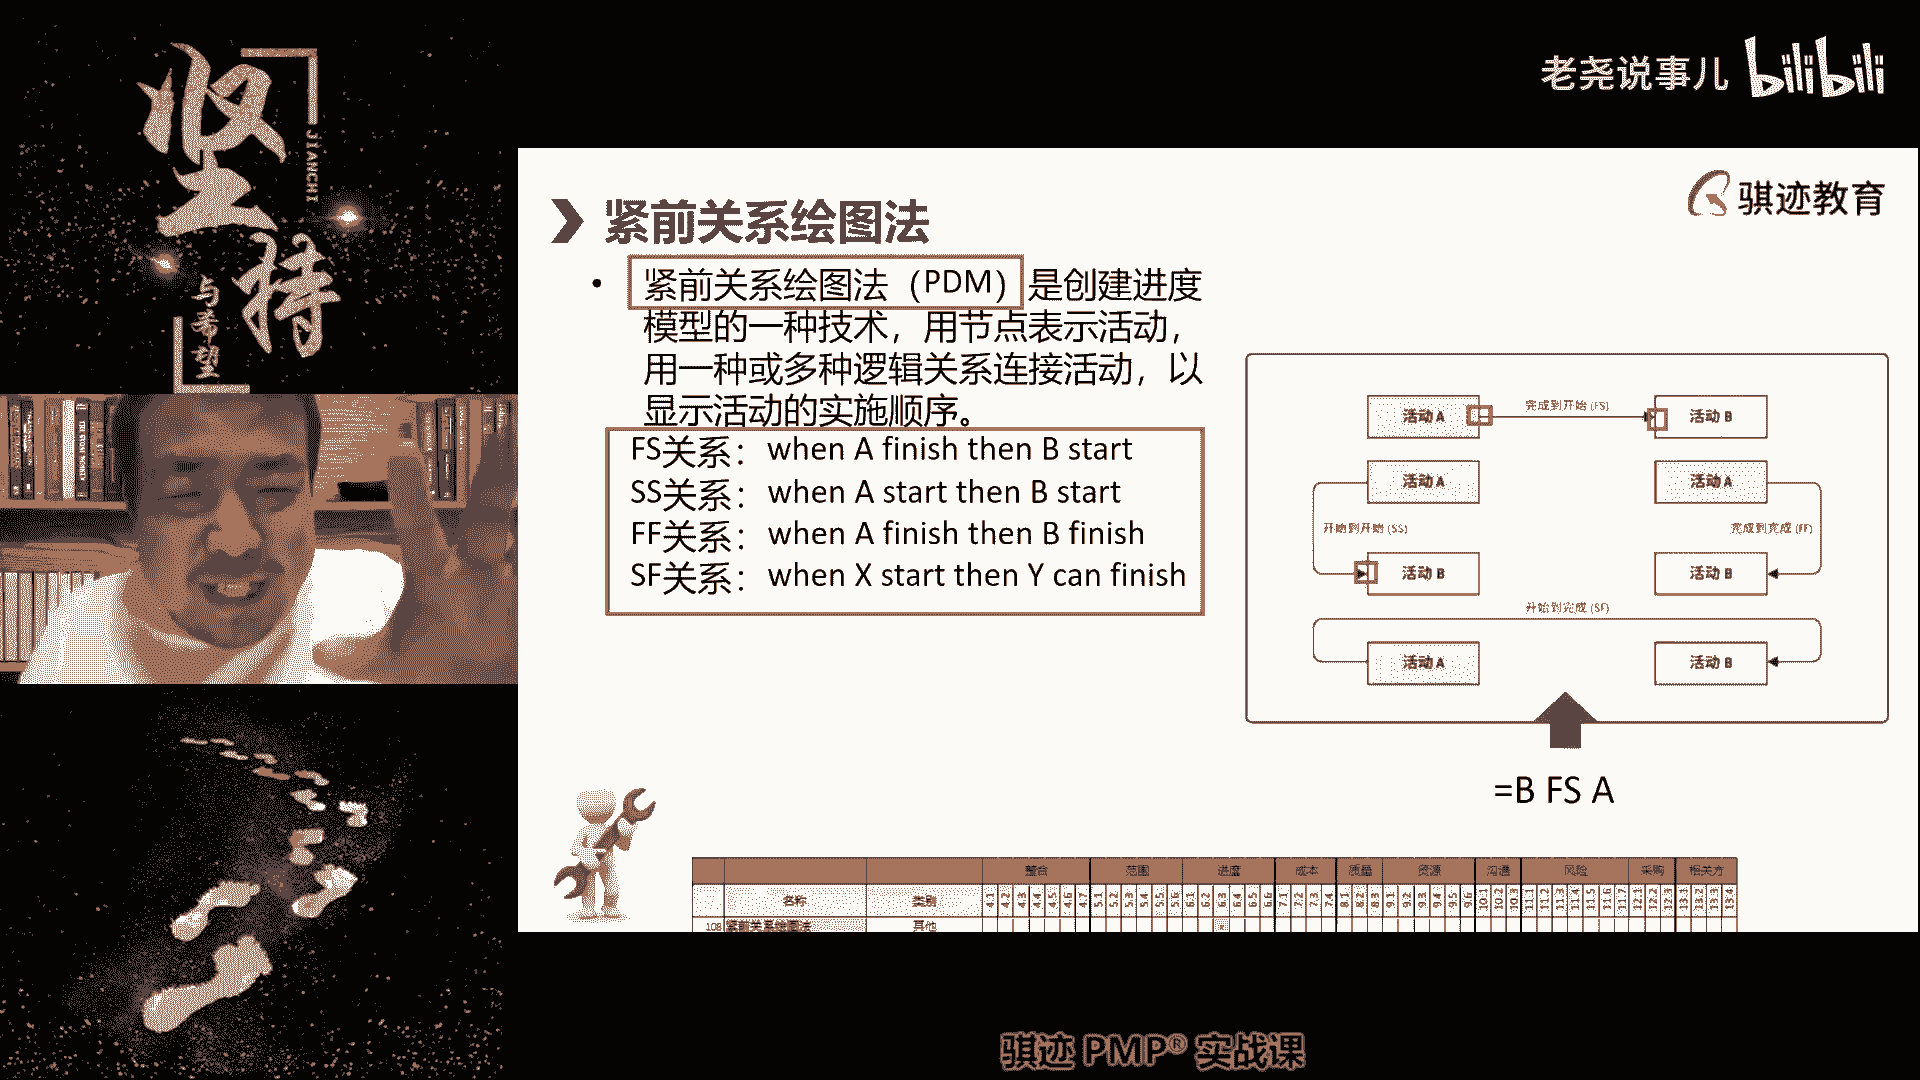 坚持
JIANCHI
与希望
老尧说事儿 bilibili
骐迹教育
紧前关系绘图法
• 紧前关系绘图法（PDM）是创建进度
模型的一种技术，用节点表示活动，
用一种或多种逻辑关系连接活动，以
显示活动的实施顺序。
FS关系：when A finish then B start
SS关系：when A start then B start
FF关系：when A finish then B finish
SF关系：when X start then Y can finish
活动 A 完成到开始 (FS) 活动 B
活动 A 活动 A
开始到开始 (SS) 完成到完成 (FF)
活动 B 活动 B
开始到完成 (SF)
活动 A 活动 B
=B FS A
整合 范围 进度 成本 质量 资源 沟通 风险 采购 相关方
名称 类别 4.1 4.2 4.3 4.4 4.5 4.6 4.7 5.1 5.2 5.3 5.4 5.5 5.6 6.1 6.2 6.3 6.4 6.5 6.6 7.1 7.2 7.3 7.4 8.1 8.2 8.3 9.1 9.2 9.3 9.4 9.5 9.6 10.1 10.2 10.3 11.1 11.2 11.3 11.4 11.5 11.6 11.7 12.1 12.2 12.3 13.1 13.2 13.3 13.4
108 紧前关系绘图法 其他
骐迹 PMP® 实战课